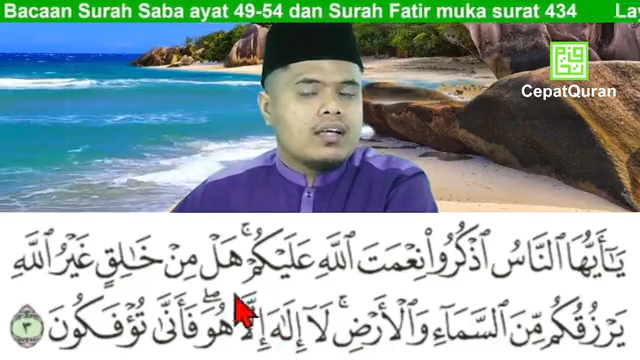 Bacaan Surah Saba ayat 49-54 dan Surah Fatir muka surat 434 Lay
CepatQuran
يَـٰٓأَيُّهَا ٱلنَّاسُ ٱذْكُرُوا۟ نِعْمَتَ ٱللَّهِ عَلَيْكُمْ ۚ هَلْ مِنْ خَـٰلِقٍ غَيْرُ ٱللَّهِ
يَرْزُقُكُم مِّنَ ٱلسَّمَآءِ وَٱلْأَرْضِ ۚ لَآ إِلَـٰهَ إِلَّا هُوَ ۖ فَأَنَّىٰ تُؤْفَكُونَ ٣